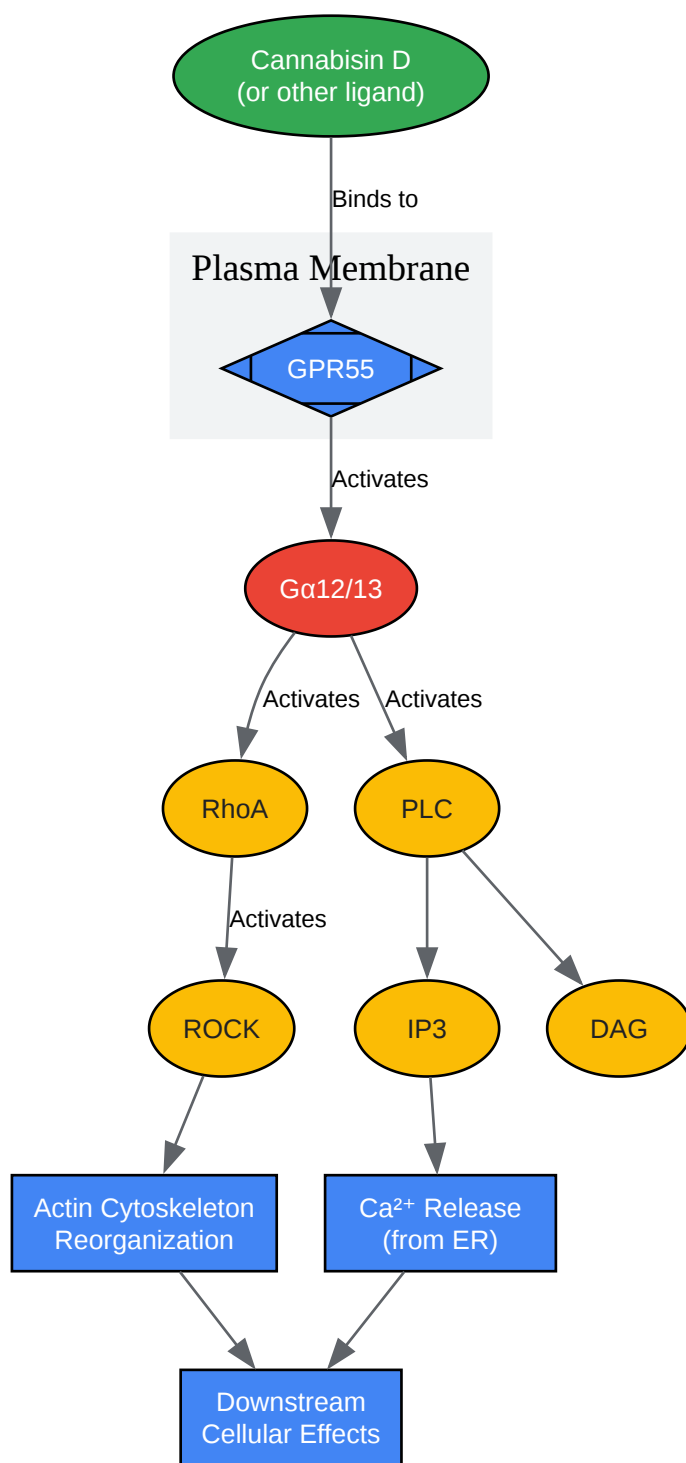 Cannabisin D
(or other ligand)
Binds to
Plasma Membrane
GPR55
Activates
Gα12/13
Activates
Activates
RhoA
PLC
Activates
ROCK
IP3
DAG
Actin Cytoskeleton
Reorganization
Ca²⁺ Release
(from ER)
Downstream
Cellular Effects